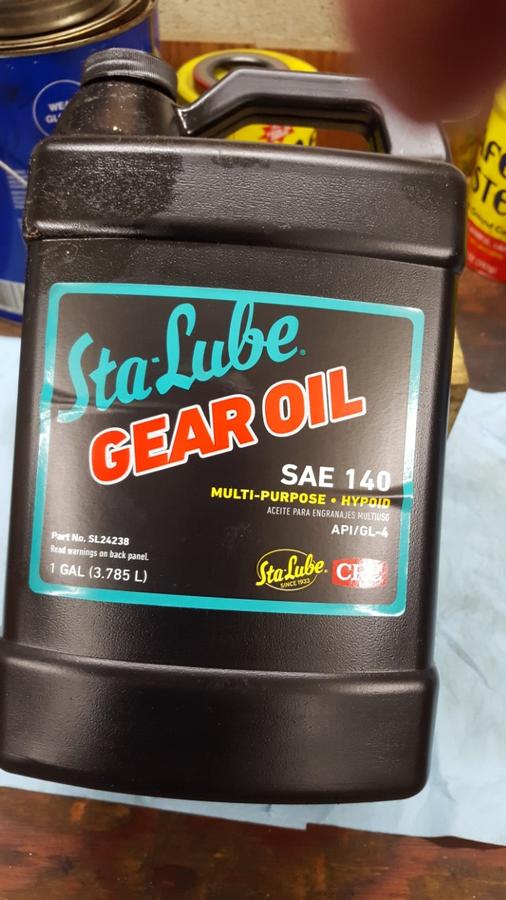 Sta-Lube®
GEAR OIL
SAE 140
MULTI-PURPOSE • HYPOID
ACEITE PARA ENGRANAJES MULTIUSO
API/GL-4
Part No. SL24238
Read warnings on back panel.
1 GAL (3.785 L)
Sta-Lube®
SINCE 1933
CRC